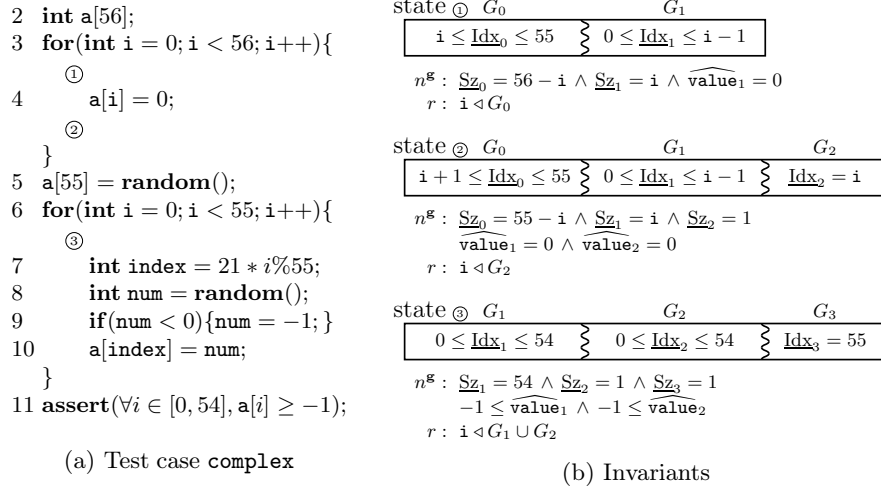 2 int a[56];
3 for(int i = 0; i < 56; i++){
①
4 a[i] = 0;
②
}
5 a[55] = random();
6 for(int i = 0; i < 55; i++){
③
7 int index = 21 * i%55;
8 int num = random();
9 if(num < 0){num = −1; }
10 a[index] = num;
}
11 assert(∀i ∈ [0, 54], a[i] ≥ −1);
(a) Test case complex
state ① G₀ G₁
i ≤ Idx₀ ≤ 55 0 ≤ Idx₁ ≤ i − 1
nᵍ : Sz₀ = 56 − i ∧ Sz₁ = i ∧ value₁ = 0
r : i ◃ G₀
state ② G₀ G₁ G₂
i + 1 ≤ Idx₀ ≤ 55 0 ≤ Idx₁ ≤ i − 1 Idx₂ = i
nᵍ : Sz₀ = 55 − i ∧ Sz₁ = i ∧ Sz₂ = 1
value₁ = 0 ∧ value₂ = 0
r : i ◃ G₂
state ③ G₁ G₂ G₃
0 ≤ Idx₁ ≤ 54 0 ≤ Idx₂ ≤ 54 Idx₃ = 55
nᵍ : Sz₁ = 54 ∧ Sz₂ = 1 ∧ Sz₃ = 1
−1 ≤ value₁ ∧ −1 ≤ value₂
r : i ◃ G₁ ∪ G₂
(b) Invariants